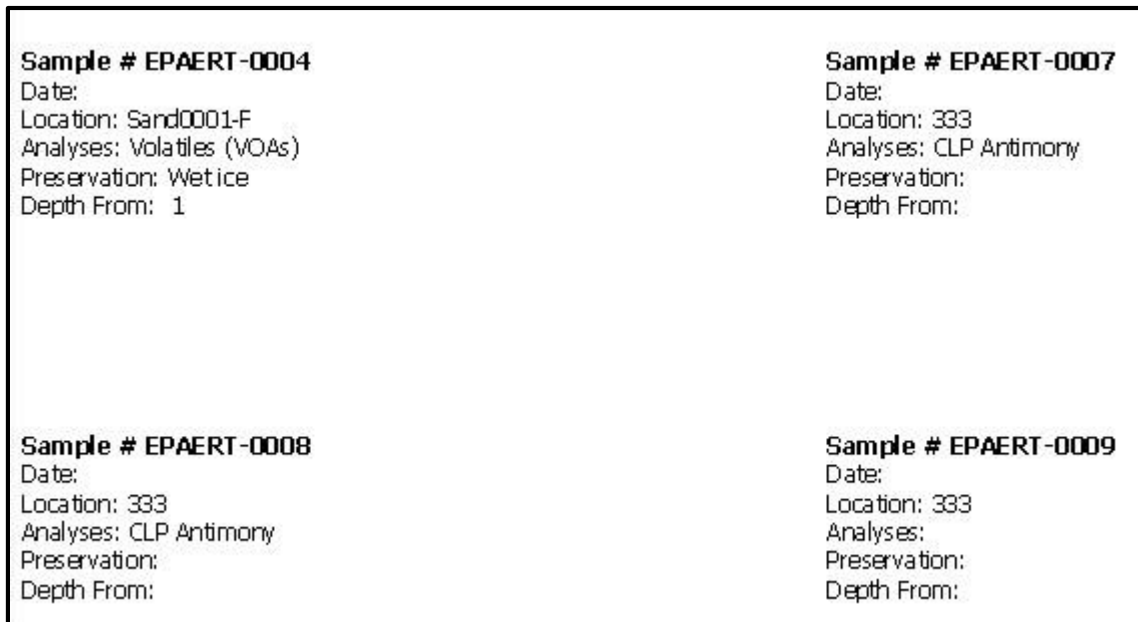 Sample # EPAERT-0004
Date:
Location: Sand0001-F
Analyses: Volatiles (VOAs)
Preservation: Wet ice
Depth From: 1
Sample # EPAERT-0007
Date:
Location: 333
Analyses: CLP Antimony
Preservation:
Depth From:
Sample # EPAERT-0008
Date:
Location: 333
Analyses: CLP Antimony
Preservation:
Depth From:
Sample # EPAERT-0009
Date:
Location: 333
Analyses:
Preservation:
Depth From: